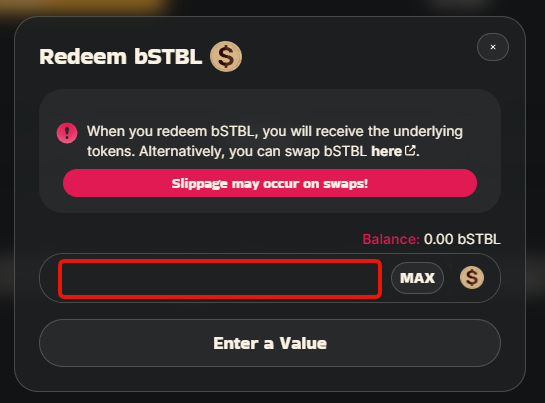 Redeem bSTBL $
×
When you redeem bSTBL, you will receive the underlying
tokens. Alternatively, you can swap bSTBL here.
Slippage may occur on swaps!
Balance: 0.00 bSTBL
MAX $
Enter a Value